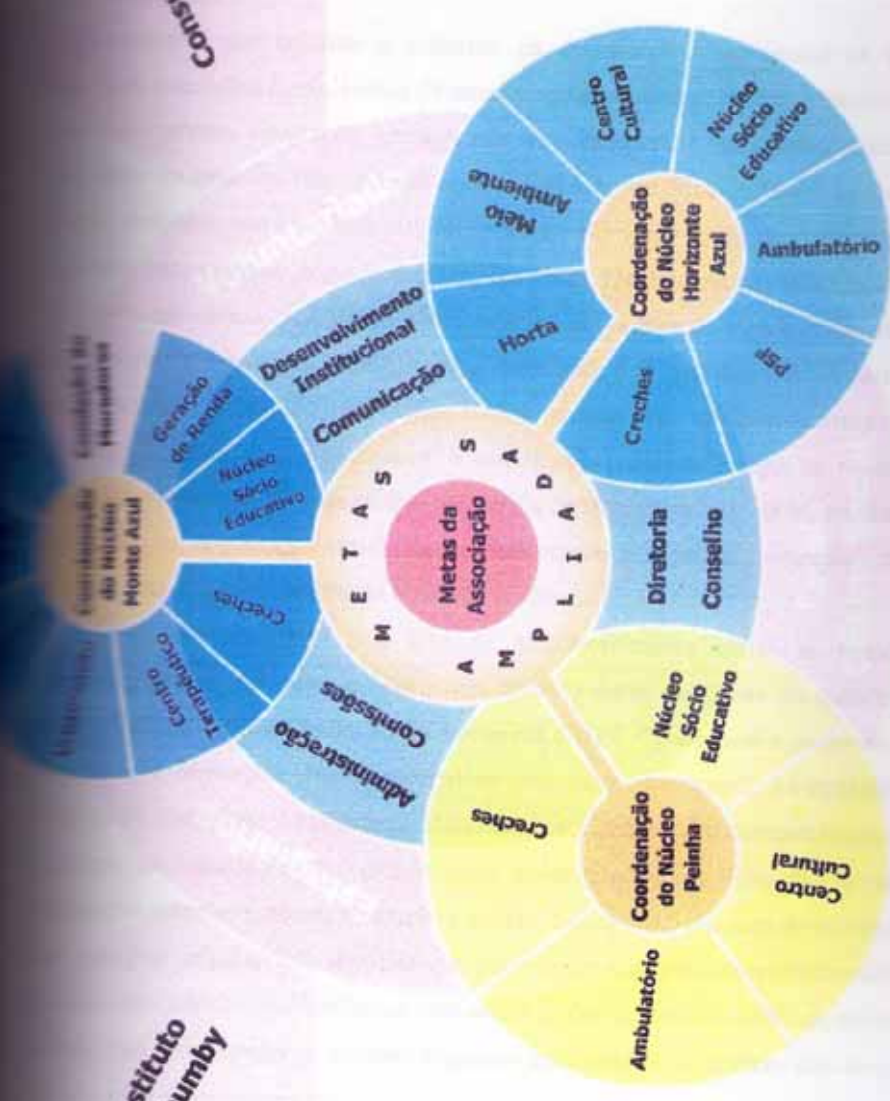 Metas da
Associação
METAS AMPLIADAS
Coordenação
do Núcleo
Monte Azul
Geração
de Renda
Núcleo
Sócio
Educativo
Creches
Centro
Terapêutico
Desenvolvimento
Institucional
Comunicação
Coordenação
do Núcleo
Horizonte
Azul
Horta
Meio
Ambiente
Centro
Cultural
Núcleo
Sócio
Educativo
Ambulatório
PSF
Creches
Diretoria
Conselho
Coordenação
do Núcleo
Peinha
Núcleo
Sócio
Educativo
Centro
Cultural
Ambulatório
Creches
Administração
Comissões
Cons
stituto
umby